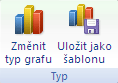 Změnit Uložit jako
typ grafu šablonu
Typ